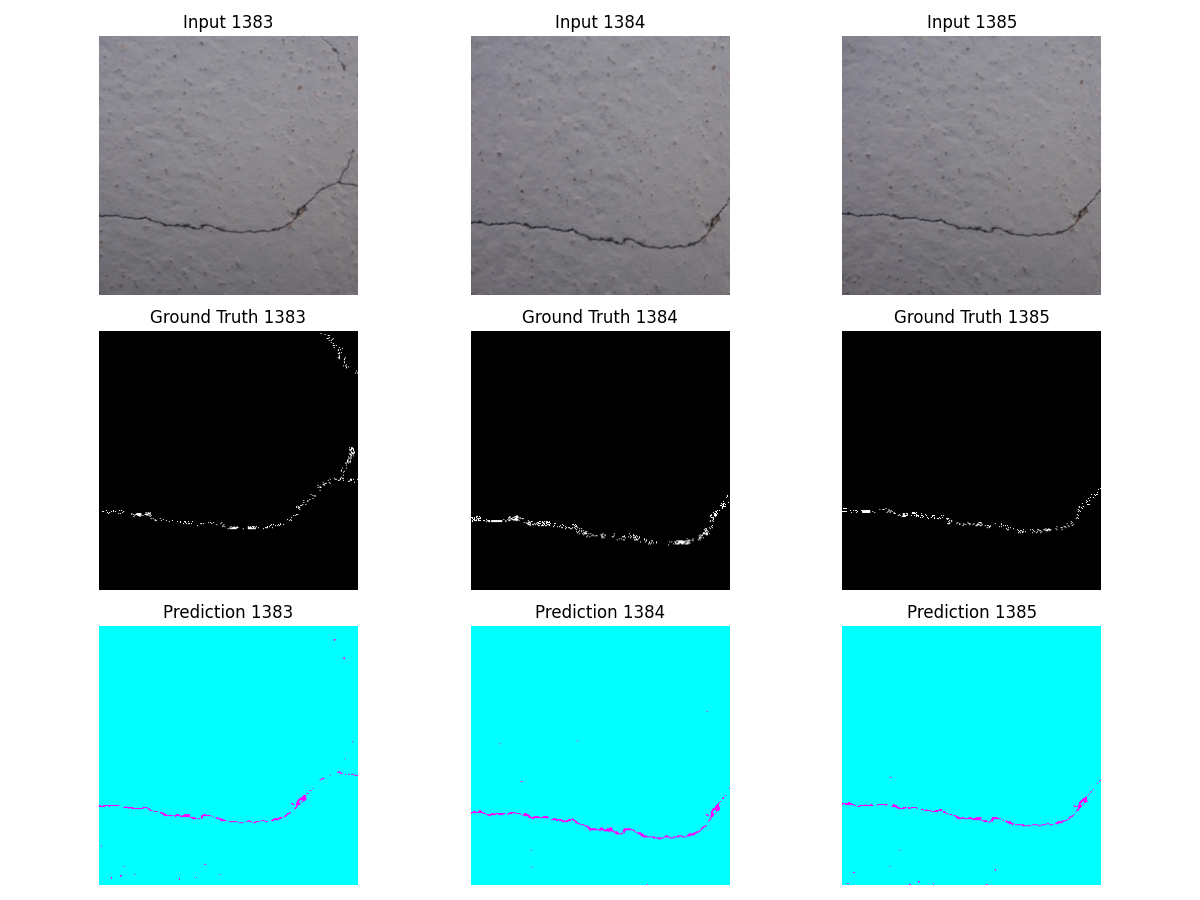 Input 1383
Input 1384
Input 1385
Ground Truth 1383
Ground Truth 1384
Ground Truth 1385
Prediction 1383
Prediction 1384
Prediction 1385